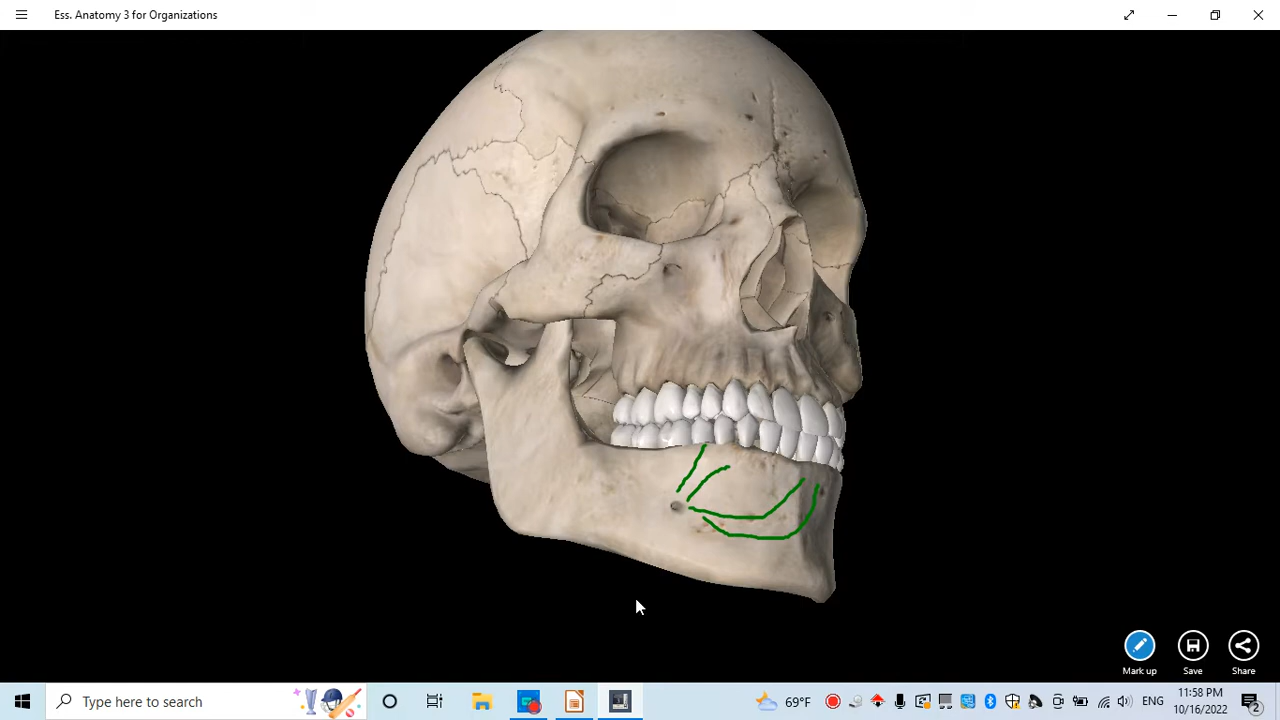 Ess. Anatomy 3 for Organizations
Mark up
Save
Share
Type here to search
69°F
ENG
11:58 PM
10/16/2022
2